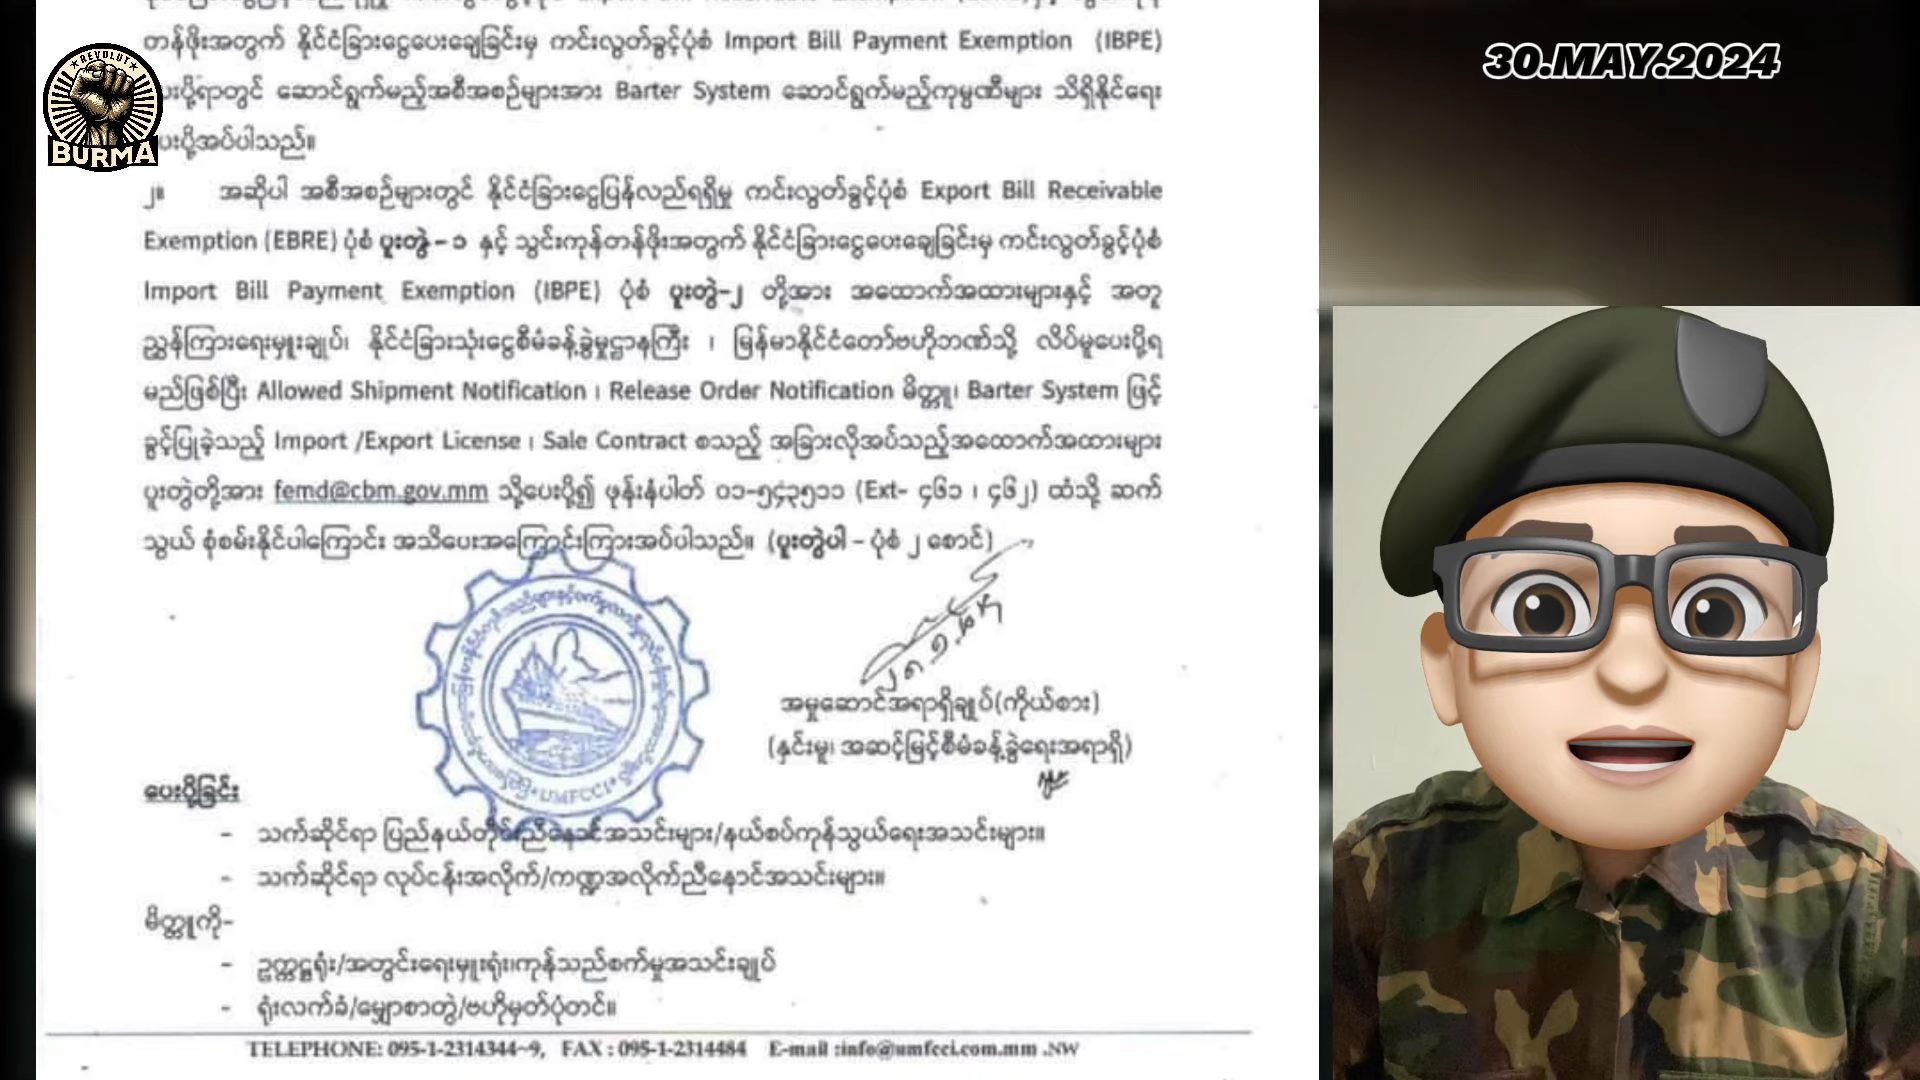 တန်ဖိုးအတွက် နိုင်ငံခြားငွေပေးချေခြင်းမှ ကင်းလွတ်ခွင့်ပုံစံ Import Bill Payment Exemption (IBPE)
ပေးပို့ရာတွင် ဆောင်ရွက်မည့်အစီအစဉ်များအား Barter System ဆောင်ရွက်မည့်ကုမ္ပဏီများ သိရှိနိုင်ရေး
ပေးပို့အပ်ပါသည်။
၂။ အဆိုပါ အစီအစဉ်များတွင် နိုင်ငံခြားငွေပြန်လည်ရရှိမှု ကင်းလွတ်ခွင့်ပုံစံ Export Bill Receivable
Exemption (EBRE) ပုံစံ ပူးတွဲ – ၁ နှင့် သွင်းကုန်တန်ဖိုးအတွက် နိုင်ငံခြားငွေပေးချေခြင်းမှ ကင်းလွတ်ခွင့်ပုံစံ
Import Bill Payment Exemption (IBPE) ပုံစံ ပူးတွဲ-၂ တို့အား အထောက်အထားများနှင့် အတူ
ညွှန်ကြားရေးမှူးချုပ်၊ နိုင်ငံခြားသုံးငွေစီမံခန့်ခွဲမှုဌာနကြီး ၊ မြန်မာနိုင်ငံတော်ဗဟိုဘဏ်သို့ လိပ်မူပေးပို့ရ
မည်ဖြစ်ပြီး Allowed Shipment Notification ၊ Release Order Notification မိတ္တူ၊ Barter System ဖြင့်
ခွင့်ပြုခဲ့သည့် Import /Export License ၊ Sale Contract စသည့် အခြားလိုအပ်သည့်အထောက်အထားများ
ပူးတွဲတို့အား femd@cbm.gov.mm သို့ပေးပို့၍ ဖုန်းနံပါတ် ၀၁-၅၄၃၅၁၁ (Ext- ၄၆၁ ၊ ၄၆၂) ထံသို့ ဆက်
သွယ် စုံစမ်းနိုင်ပါကြောင်း အသိပေးအကြောင်းကြားအပ်ပါသည်။ (ပူးတွဲပါ – ပုံစံ ၂ စောင်)
UMFCCI
အမှုဆောင်အရာရှိချုပ်(ကိုယ်စား)
(နှင်းမူ၊ အဆင့်မြင့်စီမံခန့်ခွဲရေးအရာရှိ)
ပေးပို့ခြင်း
- သက်ဆိုင်ရာ ပြည်နယ်တိုင်းညီနောင်အသင်းများ/နယ်စပ်ကုန်သွယ်ရေးအသင်းများ။
- သက်ဆိုင်ရာ လုပ်ငန်းအလိုက်/ကဏ္ဍအလိုက်ညီနောင်အသင်းများ။
မိတ္တူကို-
- ဥက္ကဋ္ဌရုံး/အတွင်းရေးမှူးရုံး၊ကုန်သည်စက်မှုအသင်းချုပ်
- ရုံးလက်ခံ/မျှောစာတွဲ/ဗဟိုမှတ်ပုံတင်။
TELEPHONE: 095-1-2314344~9, FAX : 095-1-2314484 E-mail :info@umfcci.com.mm .NW
REVOLUT
BURMA
30.MAY.2024